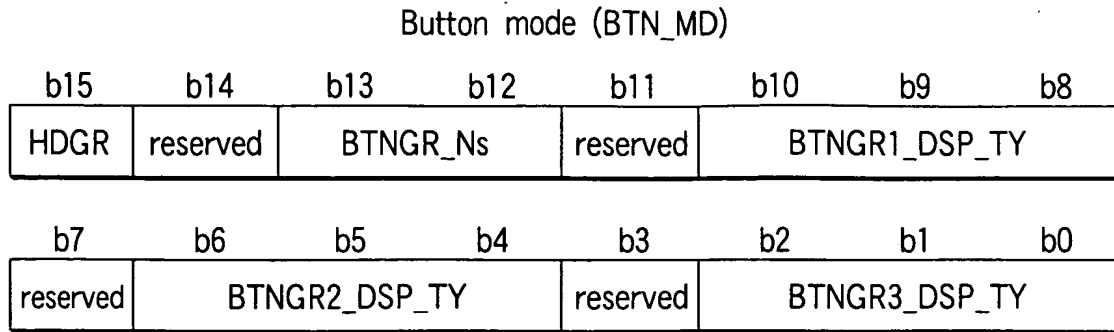 Button mode (BTN_MD)
b15 b14 b13 b12 b11 b10 b9 b8
HDGR reserved BTNGR_Ns reserved BTNGR1_DSP_TY
b7 b6 b5 b4 b3 b2 b1 b0
reserved BTNGR2_DSP_TY reserved BTNGR3_DSP_TY